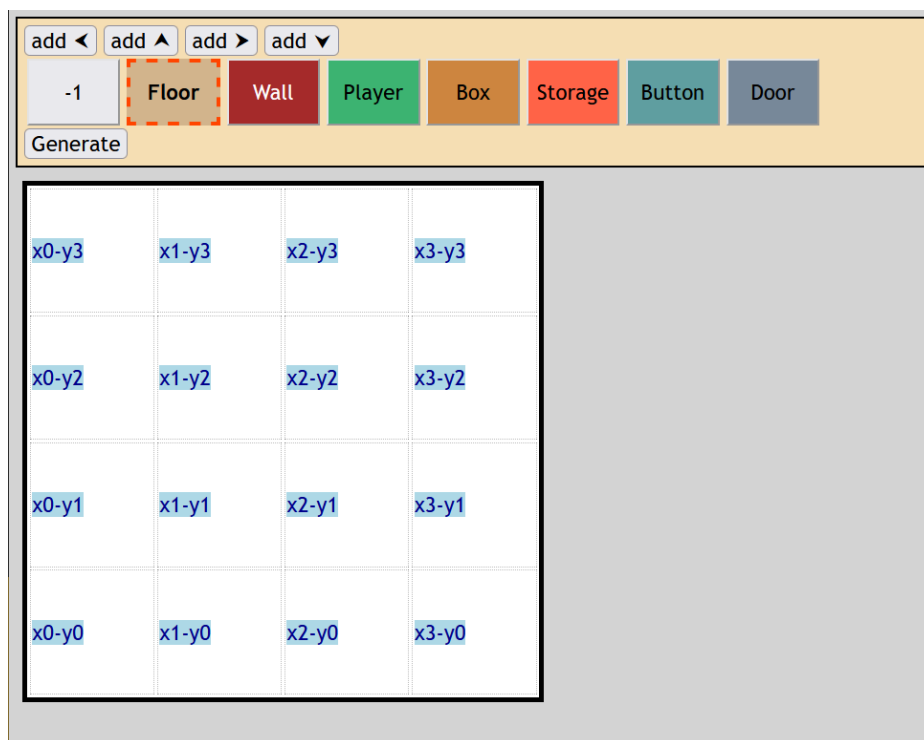 add ⮜ add ⮝ add ⮞ add ⮟
-1 Floor Wall Player Box Storage Button Door
Generate
x0-y3 x1-y3 x2-y3 x3-y3
x0-y2 x1-y2 x2-y2 x3-y2
x0-y1 x1-y1 x2-y1 x3-y1
x0-y0 x1-y0 x2-y0 x3-y0